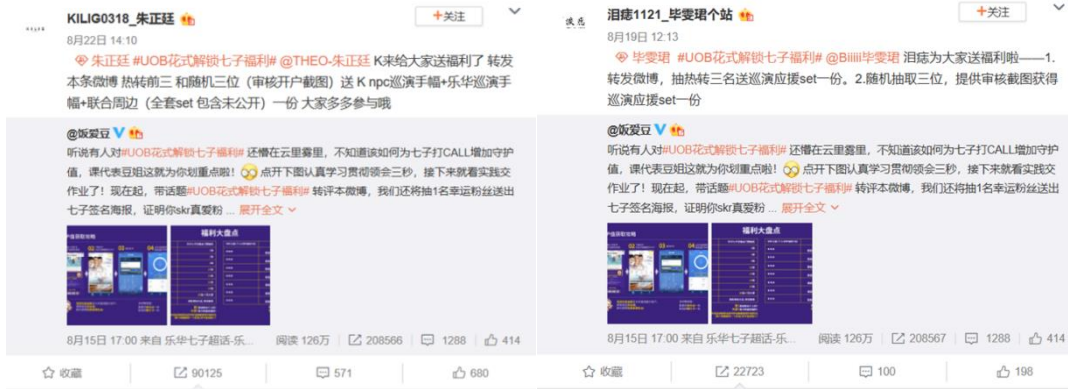 KILIG0318_朱正廷
+关注
8月22日 14:10
朱正廷 #UOB花式解锁七子福利# @THEO-朱正廷 K来给大家送福利了 转发
本条微博 热转前三 和随机三位（审核开户截图）送 K npc巡演手幅+乐华巡演手
幅+联合周边（全套set 包含未公开）一份 大家多多参与哦
@饭爱豆
听说有人对#UOB花式解锁七子福利# 还懵在云里雾里，不知道该如何为七子打CALL增加守护
值，课代表豆姐这就为你划重点啦！点开下图认真学习贯彻领会三秒，接下来就看实践交
作业了！现在起，带话题#UOB花式解锁七子福利# 转评本微博，我们还将抽1名幸运粉丝送出
七子签名海报，证明你skr真爱粉 ... 展开全文
福利大盘点
8月15日 17:00 来自 乐华七子超话-乐...
阅读 126万
208566
1288
414
收藏
90125
571
680
泪痣1121_毕雯珺个站
+关注
8月19日 12:13
毕雯珺 #UOB花式解锁七子福利# @Biiiii毕雯珺 泪痣为大家送福利啦——1.
转发微博，抽热转三名送巡演应援set一份。2.随机抽取三位，提供审核截图获得
巡演应援set一份
@饭爱豆
听说有人对#UOB花式解锁七子福利# 还懵在云里雾里，不知道该如何为七子打CALL增加守护
值，课代表豆姐这就为你划重点啦！点开下图认真学习贯彻领会三秒，接下来就看实践交
作业了！现在起，带话题#UOB花式解锁七子福利# 转评本微博，我们还将抽1名幸运粉丝送出
七子签名海报，证明你skr真爱粉 ... 展开全文
福利大盘点
8月15日 17:00 来自 乐华七子超话-乐...
阅读 126万
208567
1288
414
收藏
22723
100
198